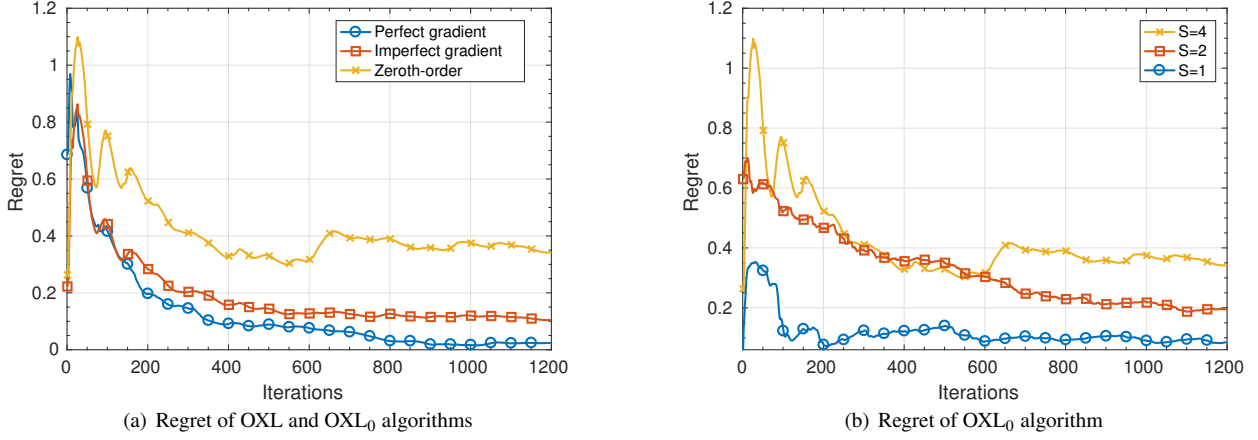 1.2
1
0.8
0.6
0.4
0.2
0
Regret
0
200
400
600
800
1000
1200
Iterations
Perfect gradient
Imperfect gradient
Zeroth-order
(a) Regret of OXL and OXL₀ algorithms
1.2
1
0.8
0.6
0.4
0.2
Regret
0
200
400
600
800
1000
1200
Iterations
S=4
S=2
S=1
(b) Regret of OXL₀ algorithm